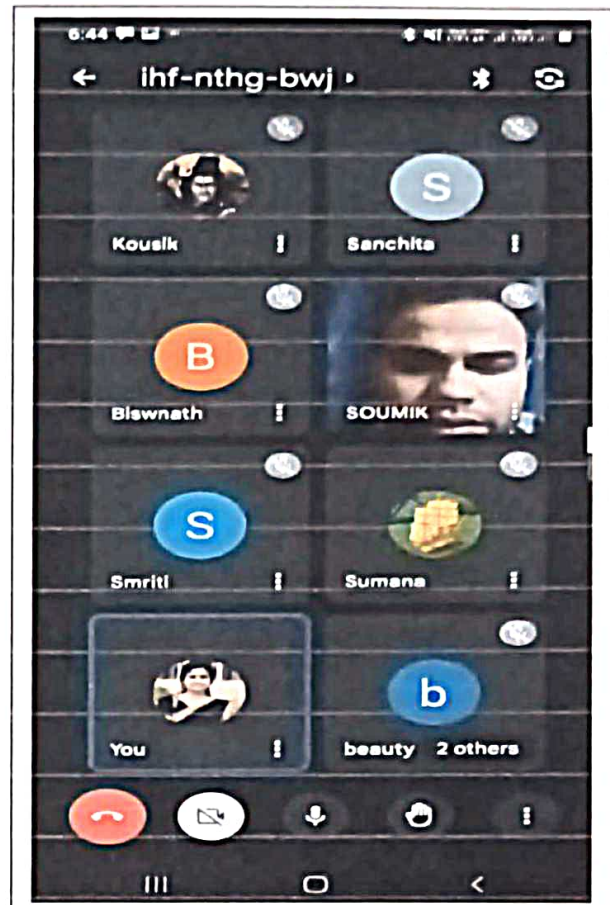 6:44
ihf-nthg-bwj
S
Kousik
Sanchita
B
Biswnath
SOUMIK
S
Smriti
Sumana
b
You
beauty 2 others